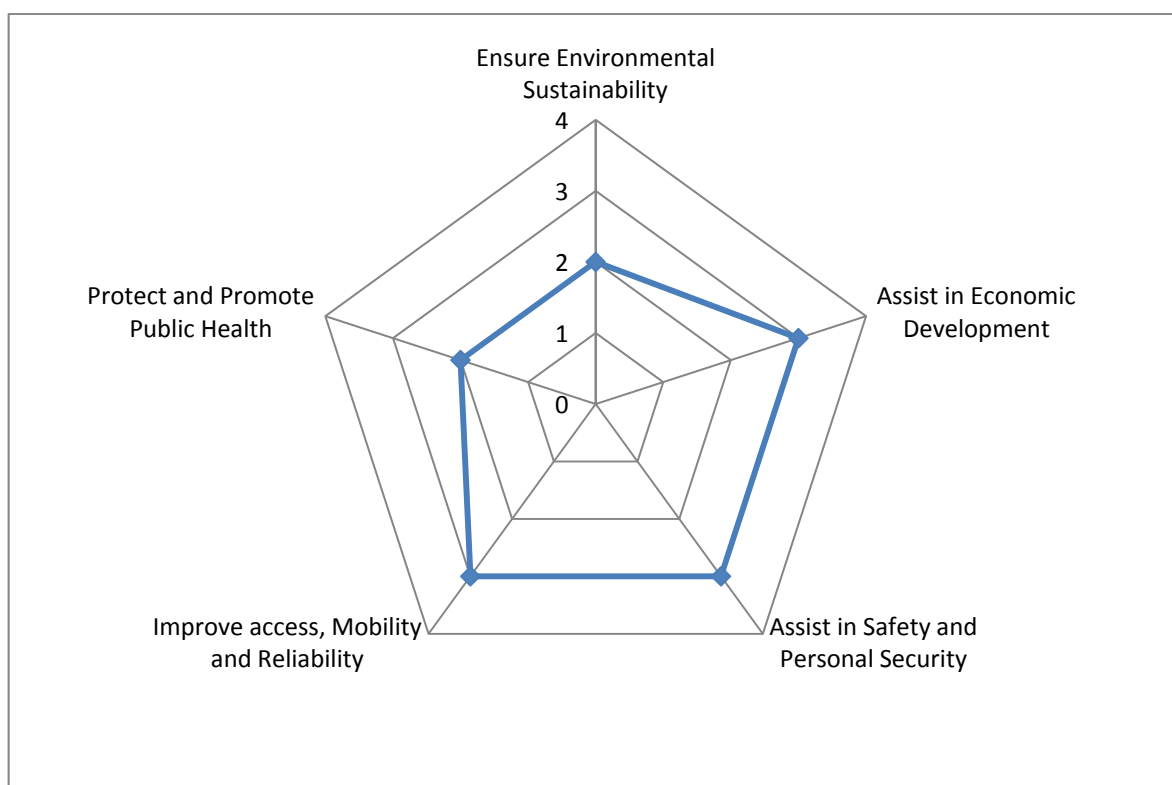 Ensure Environmental
Sustainability
4
3
2
1
0
Assist in Economic
Development
Assist in Safety and
Personal Security
Improve access, Mobility
and Reliability
Protect and Promote
Public Health